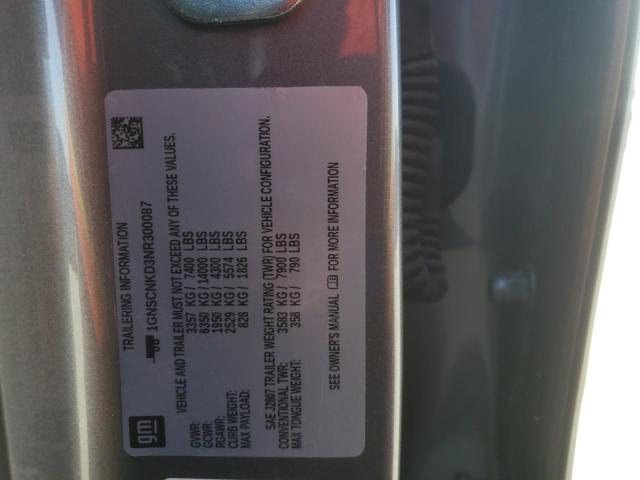 TRAILERING INFORMATION
1GNSCNKD3NR300087
VEHICLE AND TRAILER MUST NOT EXCEED ANY OF THESE VALUES.
GVWR: 3357 KG/ 7400 LBS
GCWR: 6350 KG/ 14000 LBS
RGAWR: 1950 KG/ 4300 LBS
CURB WEIGHT: 2529 KG/ 5574 LBS
MAX PAYLOAD: 828 KG/ 1826 LBS
SAE J2807 TRAILER WEIGHT RATING (TWR) FOR VEHICLE CONFIGURATION.
CONVENTIONAL TWR: 3583 KG/ 7900 LBS
MAX TONGUE WEIGHT: 358 KG/ 790 LBS
SEE OWNER'S MANUAL FOR MORE INFORMATION
gm